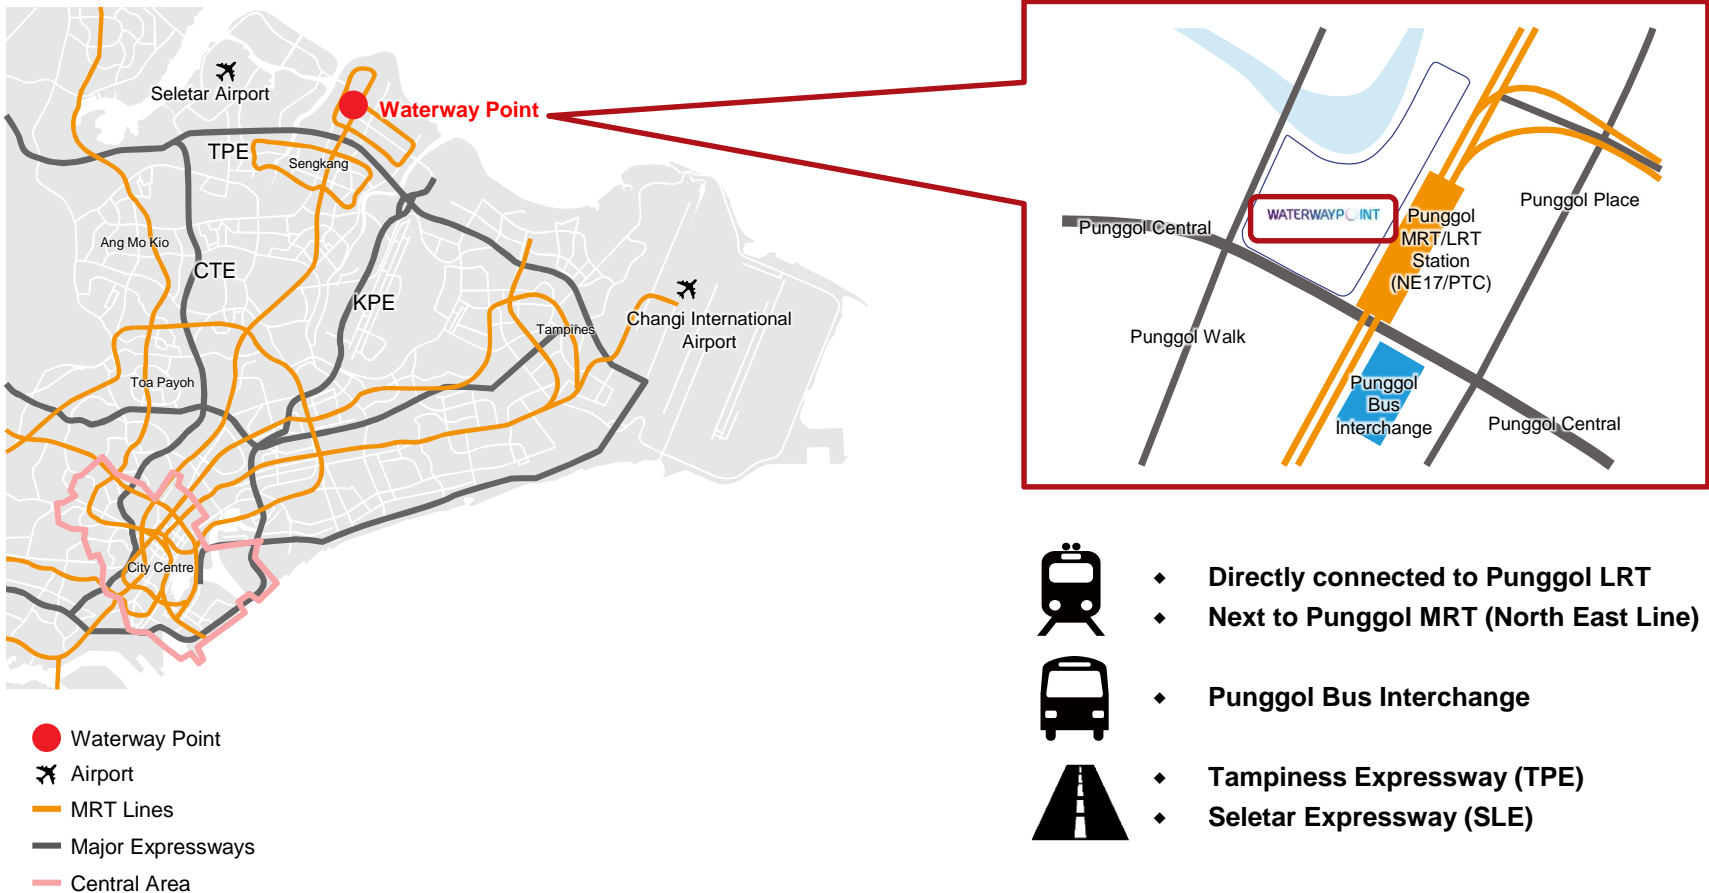 Seletar Airport
Waterway Point
TPE
Sengkang
Ang Mo Kio
CTE
KPE
Changi International
Airport
Tampines
Toa Payoh
City Centre
Waterway Point
Airport
MRT Lines
Major Expressways
Central Area
WATERWAYPOINT
Punggol Place
Punggol Central
Punggol
MRT/LRT
Station
(NE17/PTC)
Punggol Walk
Punggol
Bus
Interchange
Punggol Central
Directly connected to Punggol LRT
Next to Punggol MRT (North East Line)
Punggol Bus Interchange
Tampiness Expressway (TPE)
Seletar Expressway (SLE)